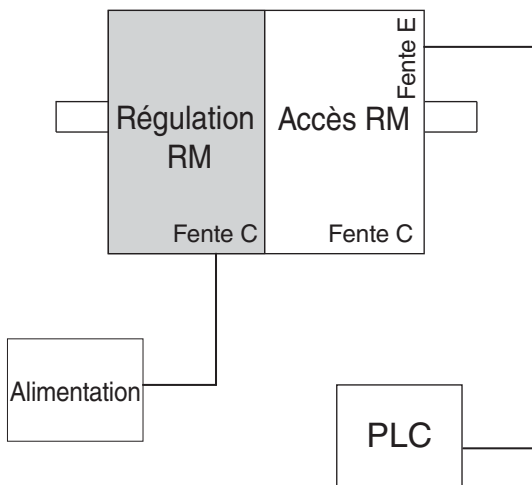 Fente E
Régulation
RM
Accès RM
Fente C
Fente C
Alimentation
PLC